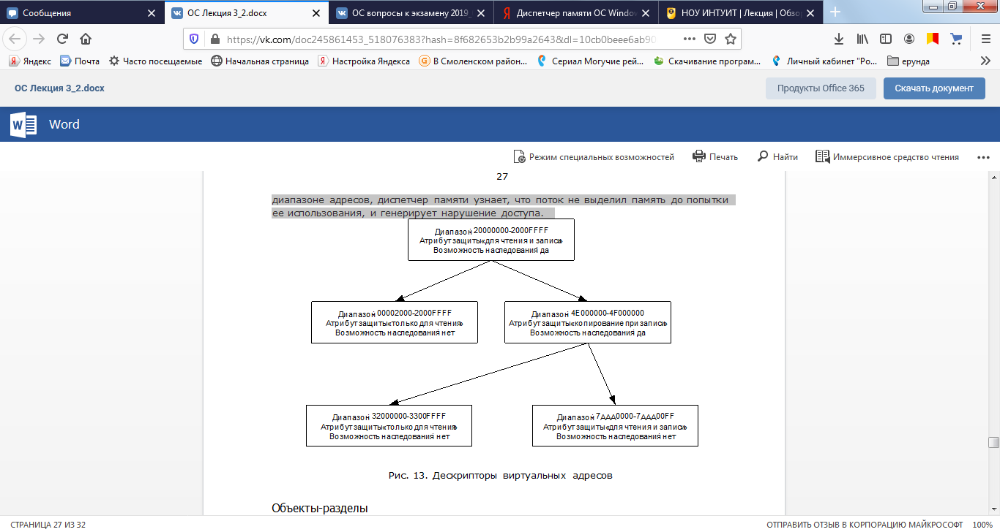 Сообщения
ОС Лекция 3_2.docx
ОС вопросы к экзамену 2019_
Диспетчер памяти ОС Window
НОУ ИНТУИТ | Лекция | Обзо
https://vk.com/doc245861453_518076383?hash=8f682653b2b99a2643&dl=10cb0beee6ab90
Яндекс
Почта
Часто посещаемые
Начальная страница
Настройка Яндекса
В Смоленском район...
Сериал Могучие рей...
Скачивание програм...
Личный кабинет "Ро...
ерунда
ОС Лекция 3_2.docx
Продукты Office 365
Скачать документ
Word
Режим специальных возможностей
Печать
Найти
Иммерсивное средство чтения
27
диапазоне адресов, диспетчер памяти узнает, что поток не выделил память до попытки
ее использования, и генерирует нарушение доступа.
Диапазон: 20000000-2000FFFF
Атрибут защиты: «для чтения и записи»
Возможность наследования: да
Диапазон: 00002000-2000FFFF
Атрибут защиты: «только для чтения»
Возможность наследования: нет
Диапазон: 4E000000-4F000000
Атрибут защиты: «копирование при записи»
Возможность наследования: да
Диапазон: 32000000-3300FFFF
Атрибут защиты: «только для чтения»
Возможность наследования: нет
Диапазон: 7ДДД0000-7ДДД00FF
Атрибут защиты: «для чтения и записи»
Возможность наследования: нет
Рис. 13. Дескрипторы виртуальных адресов
Объекты-разделы
СТРАНИЦА 27 ИЗ 32
ОТПРАВИТЬ ОТЗЫВ В КОРПОРАЦИЮ МАЙКРОСОФТ
100%